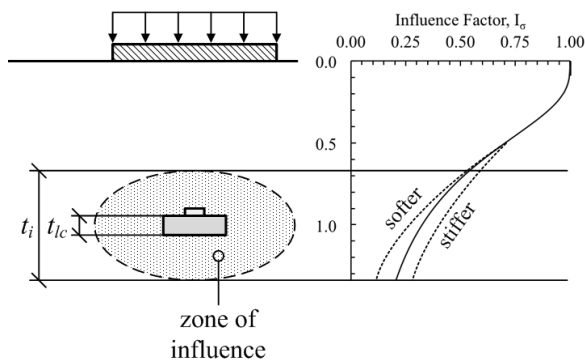 Influence Factor, Iσ
0.00 0.25 0.50 0.75 1.00
0.0
0.5
1.0
softer
stiffer
ti tlc
zone of
influence